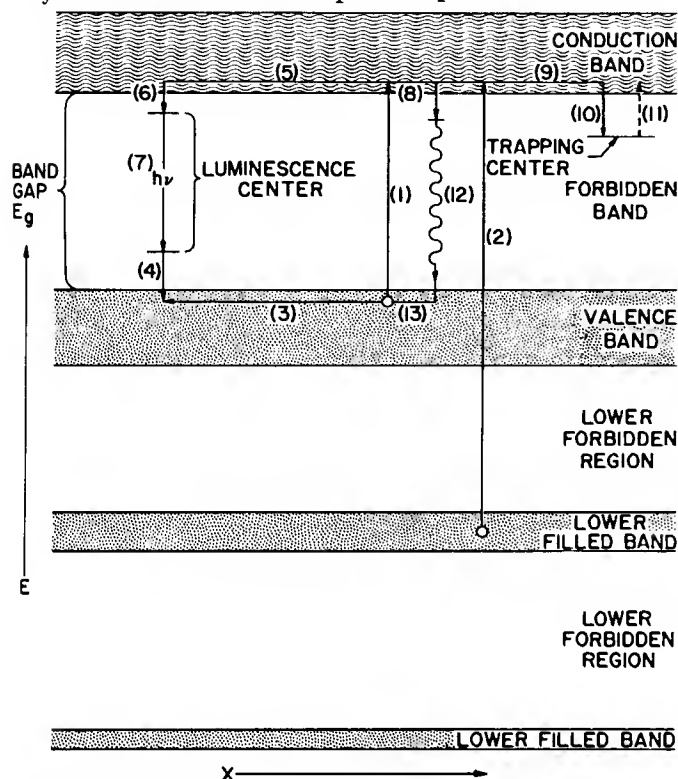 CONDUCTION
BAND
(5)
(9)
(6)
(8)
(10)
(11)
TRAPPING
CENTER
BAND
GAP
Eg
(7)
hν
LUMINESCENCE
CENTER
(1)
(12)
(2)
FORBIDDEN
BAND
(4)
(3)
(13)
VALENCE
BAND
LOWER
FORBIDDEN
REGION
LOWER
FILLED BAND
E
LOWER
FORBIDDEN
REGION
LOWER FILLED BAND
X